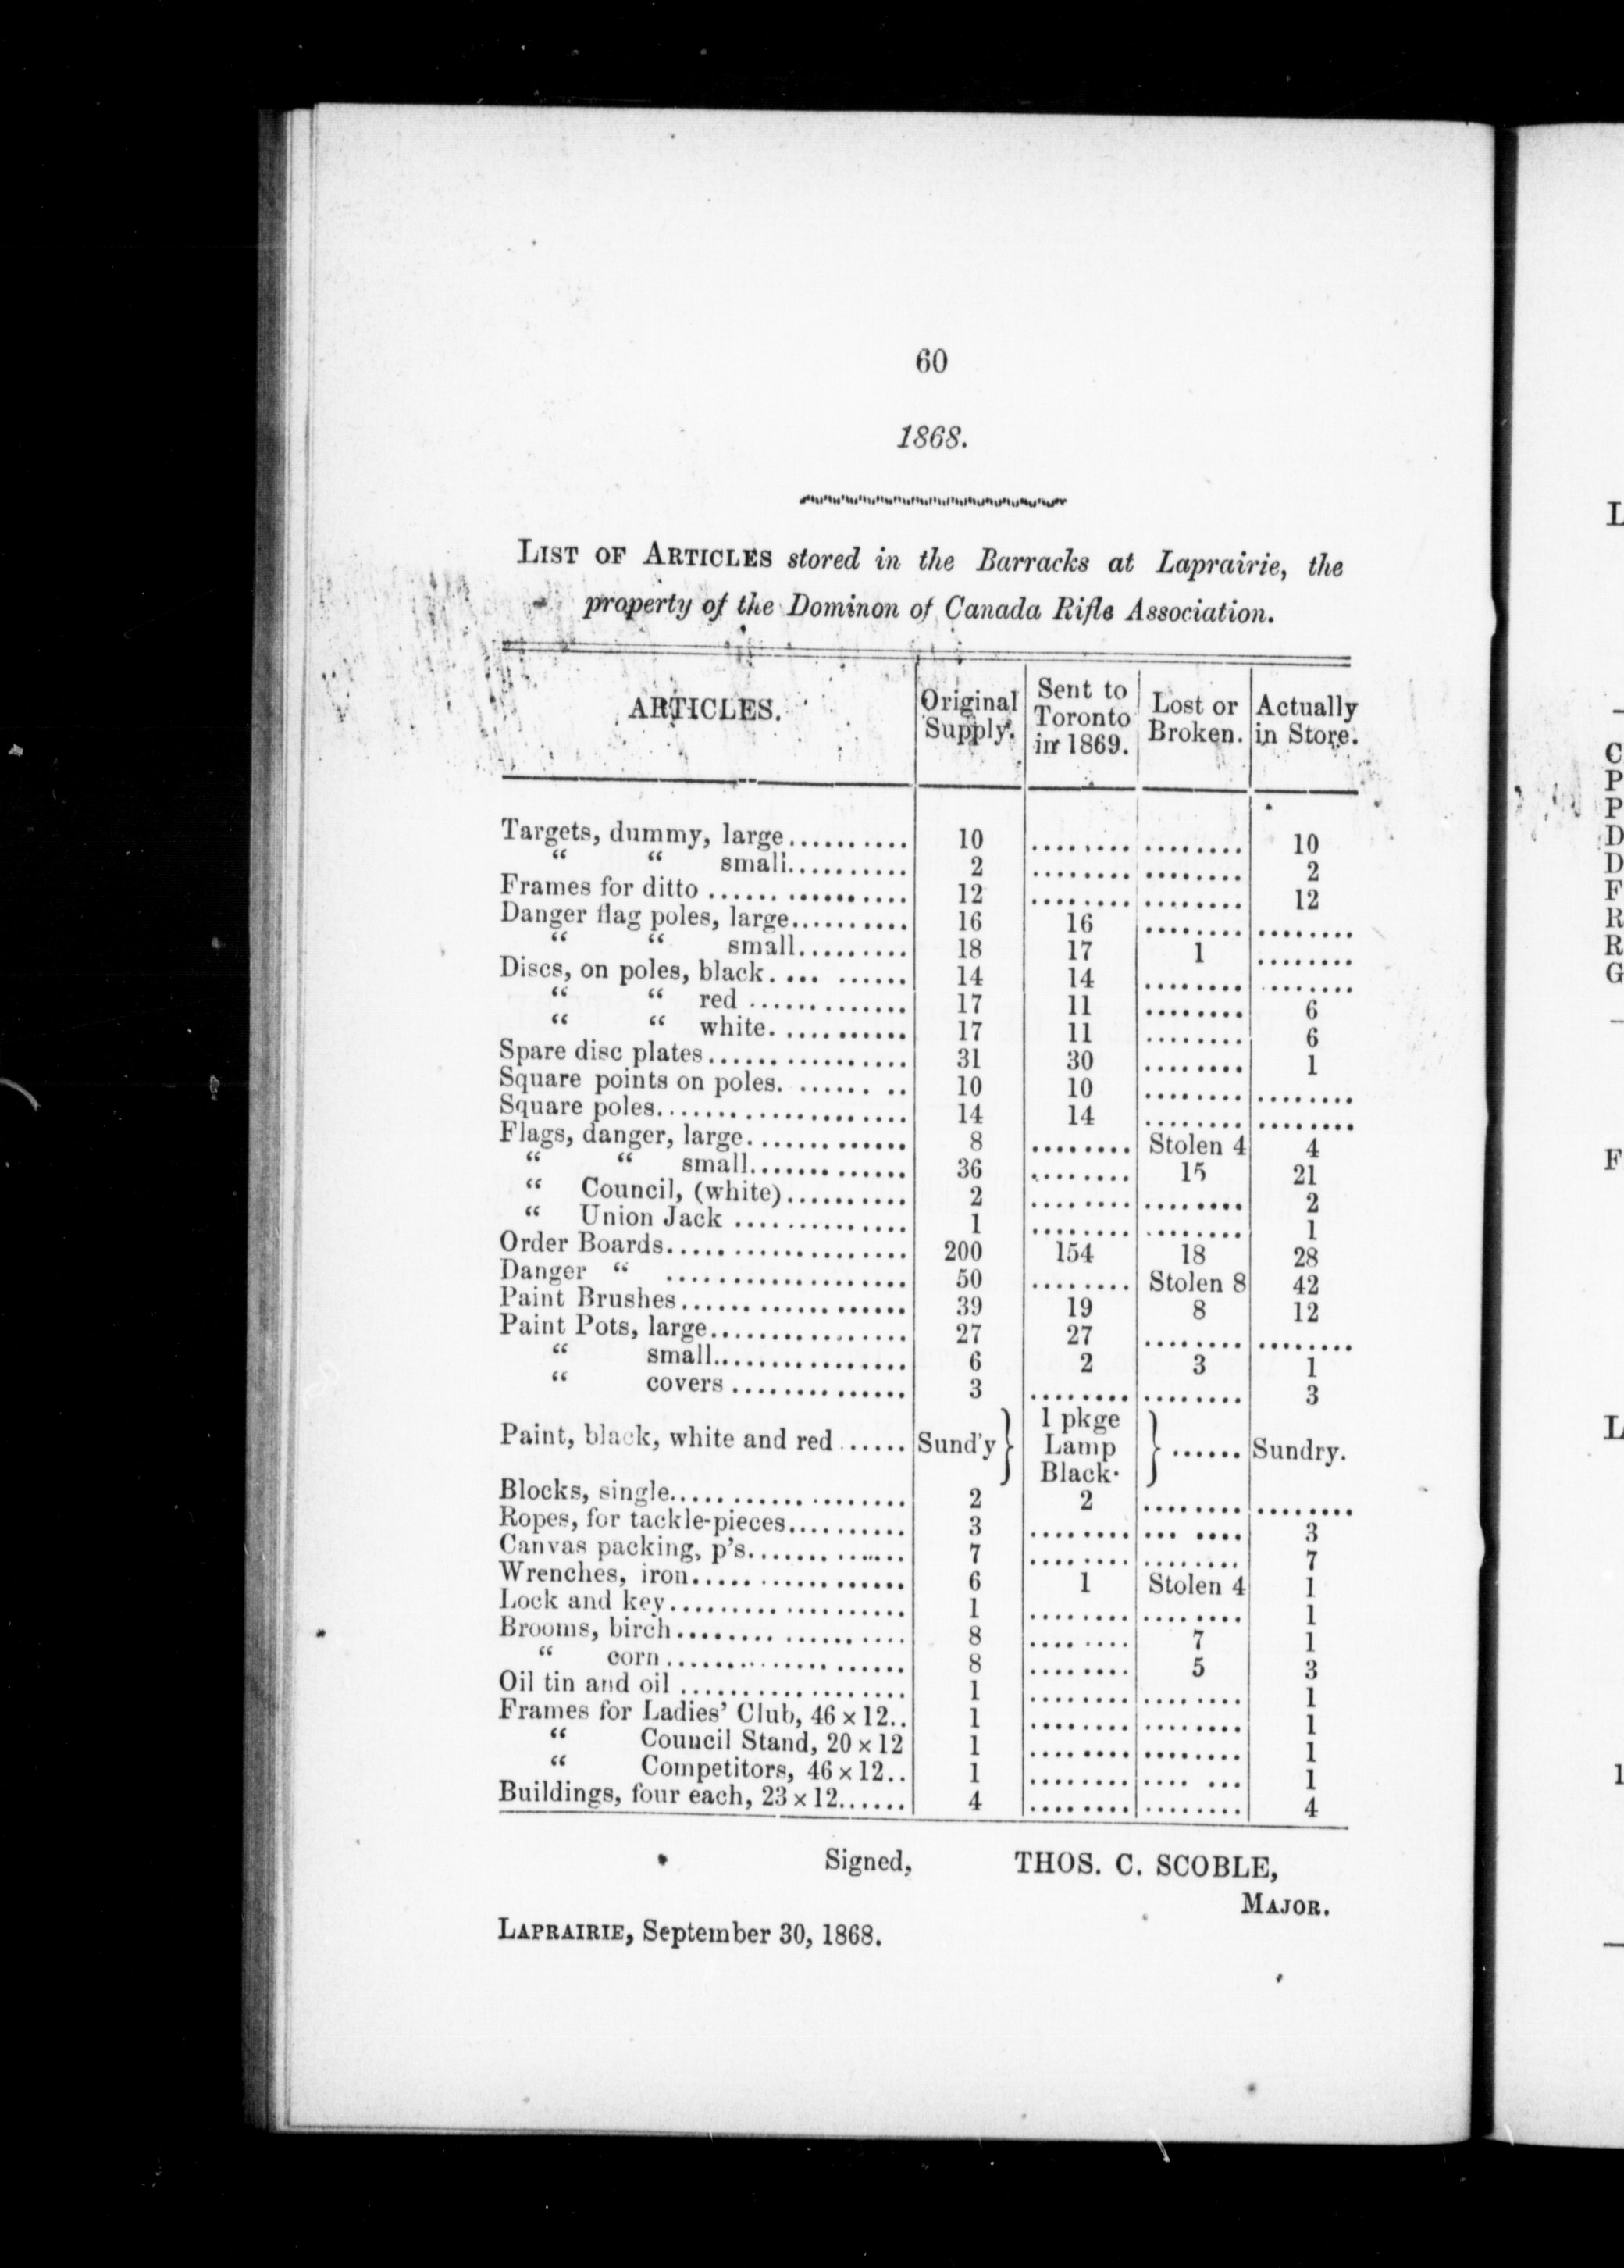 60
1868.
LIST OF ARTICLES stored in the Barracks at Laprairie, the
property of the Dominon of Canada Rifle Association.
ARTICLES. | Original Supply. | Sent to Toronto in 1869. | Lost or Broken. | Actually in Store.
Targets, dummy, large.......... 10 ........ ........ 10
“ “ small.......... 2 ........ ........ 2
Frames for ditto ................. 12 ........ ........ 12
Danger flag poles, large.......... 16 16 ........ ........
“ “ small.......... 18 17 1 ........
Discs, on poles, black.... ...... 14 14 ........ ........
“ “ red .............. 17 11 ........ 6
“ “ white............ 17 11 ........ 6
Spare disc plates................. 31 30 ........ 1
Square points on poles. ....... .. 10 10 ........ ........
Square poles...................... 14 14 ........ ........
Flags, danger, large.............. 8 ........ Stolen 4 4
“ “ small.............. 36 ........ 15 21
“ Council, (white).......... 2 ........ ........ 2
“ Union Jack .............. 1 ........ ........ 1
Order Boards..................... 200 154 18 28
Danger “ ..................... 50 ........ Stolen 8 42
Paint Brushes.................... 39 19 8 12
Paint Pots, large................. 27 27 ........ ........
“ small................. 6 2 3 1
“ covers .............. 3 ........ ........ 3
Paint, black, white and red ...... Sund'y } 1 pkge Lamp Black. } ...... Sundry.
Blocks, single.................... 2 2 ........ ........
Ropes, for tackle-pieces.......... 3 ........ ... .... 3
Canvas packing, p's.............. 7 ........ ........ 7
Wrenches, iron.................. 6 1 Stolen 4 1
Lock and key.................... 1 ........ ........ 1
Brooms, birch................... 8 ........ 7 1
“ corn.................... 8 ........ 5 3
Oil tin and oil ................... 1 ........ ........ 1
Frames for Ladies' Club, 46 × 12.. 1 ........ ........ 1
“ Council Stand, 20 × 12 1 ........ ........ 1
“ Competitors, 46 × 12.. 1 ........ .... ... 1
Buildings, four each, 23 × 12...... 4 ........ ........ 4
Signed, THOS. C. SCOBLE,
MAJOR.
LAPRAIRIE, September 30, 1868.
L
C
P
P
D
D
F
R
R
G
F
L
1